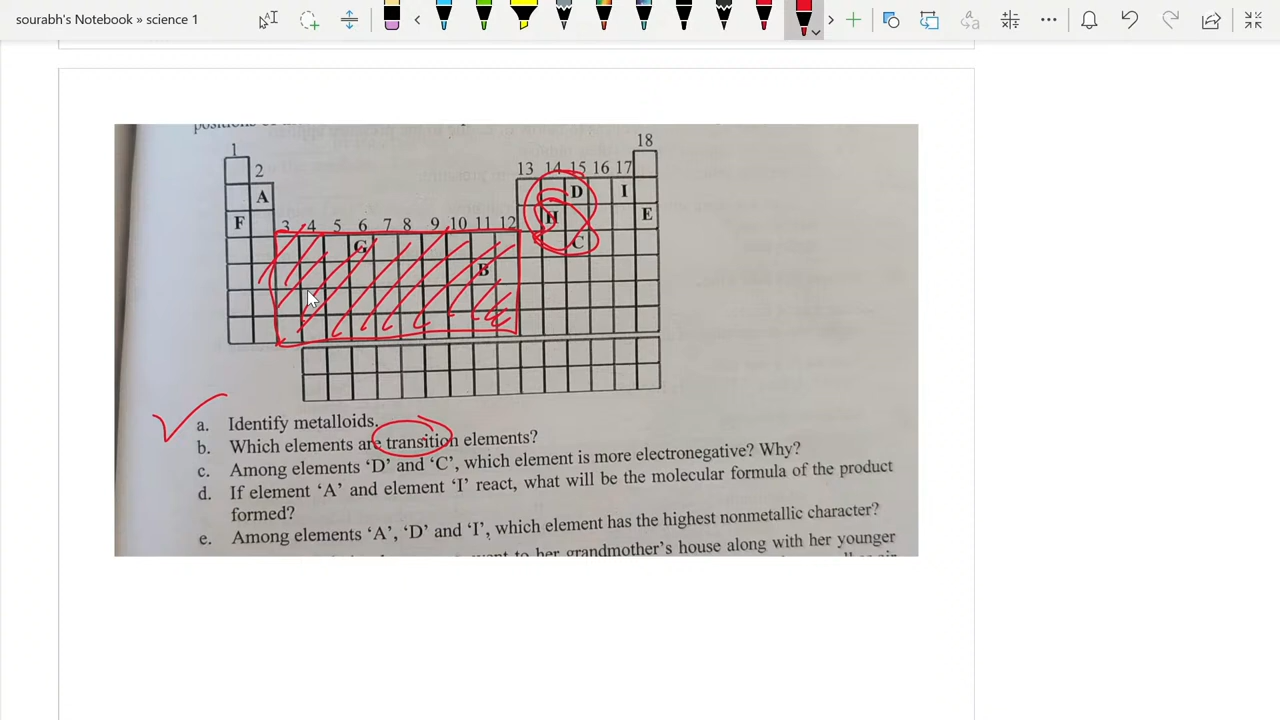 sourabh's Notebook » science 1
1
18
2
13 14 15 16 17
A
D
I
F
H
E
3 4 5 6 7 8 9 10 11 12
G
C
B
a. Identify metalloids.
b. Which elements are transition elements?
c. Among elements ‘D’ and ‘C’, which element is more electronegative? Why?
d. If element ‘A’ and element ‘I’ react, what will be the molecular formula of the product
formed?
e. Among elements ‘A’, ‘D’ and ‘I’, which element has the highest nonmetallic character?
to her grandmother’s house along with her younger